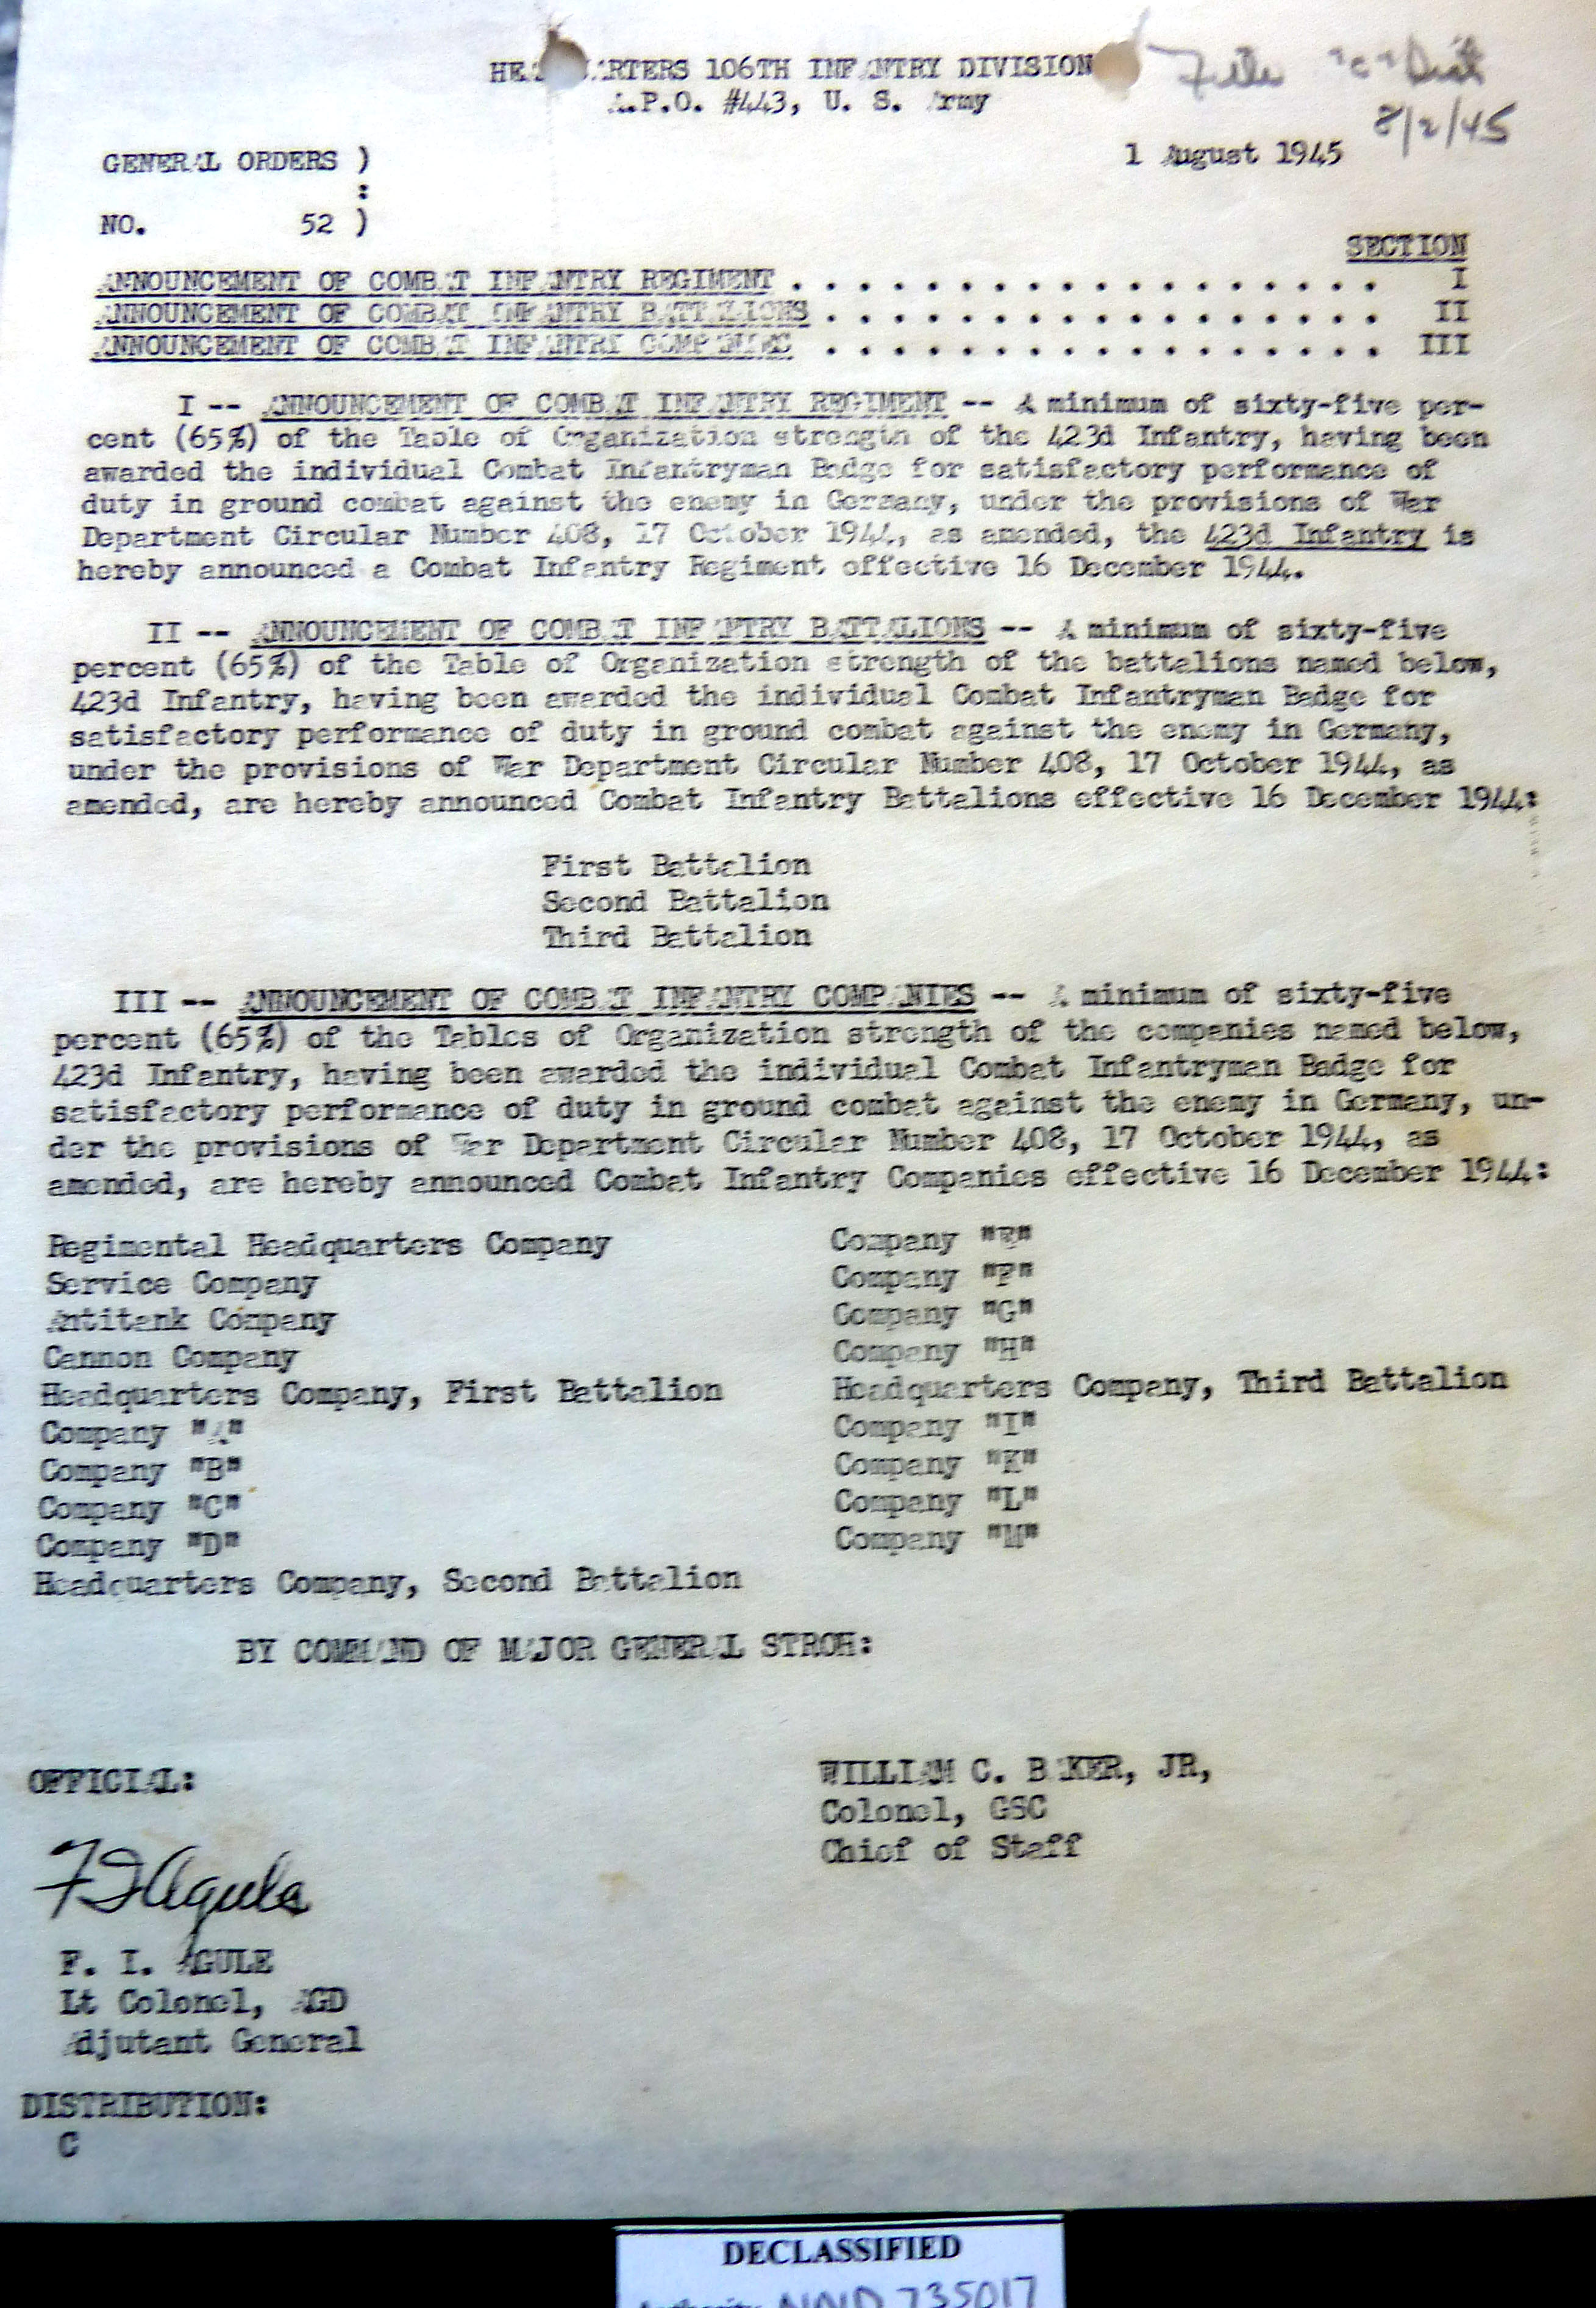 HEADQUARTERS 106TH INFANTRY DIVISION
A.P.O. #443, U. S. Army
8/2/45
GENERAL ORDERS ) 1 August 1945
:
NO. 52 )
SECTION
ANNOUNCEMENT OF COMBAT INFANTRY REGIMENT . . . . . . . . . . . . . . . . . . I
ANNOUNCEMENT OF COMBAT INFANTRY BATTALIONS . . . . . . . . . . . . . . . . . II
ANNOUNCEMENT OF COMBAT INFANTRY COMPANIES . . . . . . . . . . . . . . . . . III
I -- ANNOUNCEMENT OF COMBAT INFANTRY REGIMENT -- A minimum of sixty-five per-
cent (65%) of the Table of Organization strength of the 423d Infantry, having been
awarded the individual Combat Infantryman Badge for satisfactory performance of
duty in ground combat against the enemy in Germany, under the provisions of War
Department Circular Number 408, 17 October 1944, as amended, the 423d Infantry is
hereby announced a Combat Infantry Regiment effective 16 December 1944.
II -- ANNOUNCEMENT OF COMBAT INFANTRY BATTALIONS -- A minimum of sixty-five
percent (65%) of the Table of Organization strength of the battalions named below,
423d Infantry, having been awarded the individual Combat Infantryman Badge for
satisfactory performance of duty in ground combat against the enemy in Germany,
under the provisions of War Department Circular Number 408, 17 October 1944, as
amended, are hereby announced Combat Infantry Battalions effective 16 December 1944:
First Battalion
Second Battalion
Third Battalion
III -- ANNOUNCEMENT OF COMBAT INFANTRY COMPANIES -- A minimum of sixty-five
percent (65%) of the Tables of Organization strength of the companies named below,
423d Infantry, having been awarded the individual Combat Infantryman Badge for
satisfactory performance of duty in ground combat against the enemy in Germany, un-
der the provisions of War Department Circular Number 408, 17 October 1944, as
amended, are hereby announced Combat Infantry Companies effective 16 December 1944:
Regimental Headquarters Company
Service Company
Antitank Company
Cannon Company
Headquarters Company, First Battalion
Company "A"
Company "B"
Company "C"
Company "D"
Headquarters Company, Second Battalion
Company "E"
Company "F"
Company "G"
Company "H"
Headquarters Company, Third Battalion
Company "I"
Company "K"
Company "L"
Company "M"
BY COMMAND OF MAJOR GENERAL STROH:
WILLIAM C. BAKER, JR,
Colonel, GSC
Chief of Staff
OFFICIAL:
F I Agule
F. I. AGULE
Lt Colonel, AGD
Adjutant General
DISTRIBUTION:
C
DECLASSIFIED
Authority NND 735017